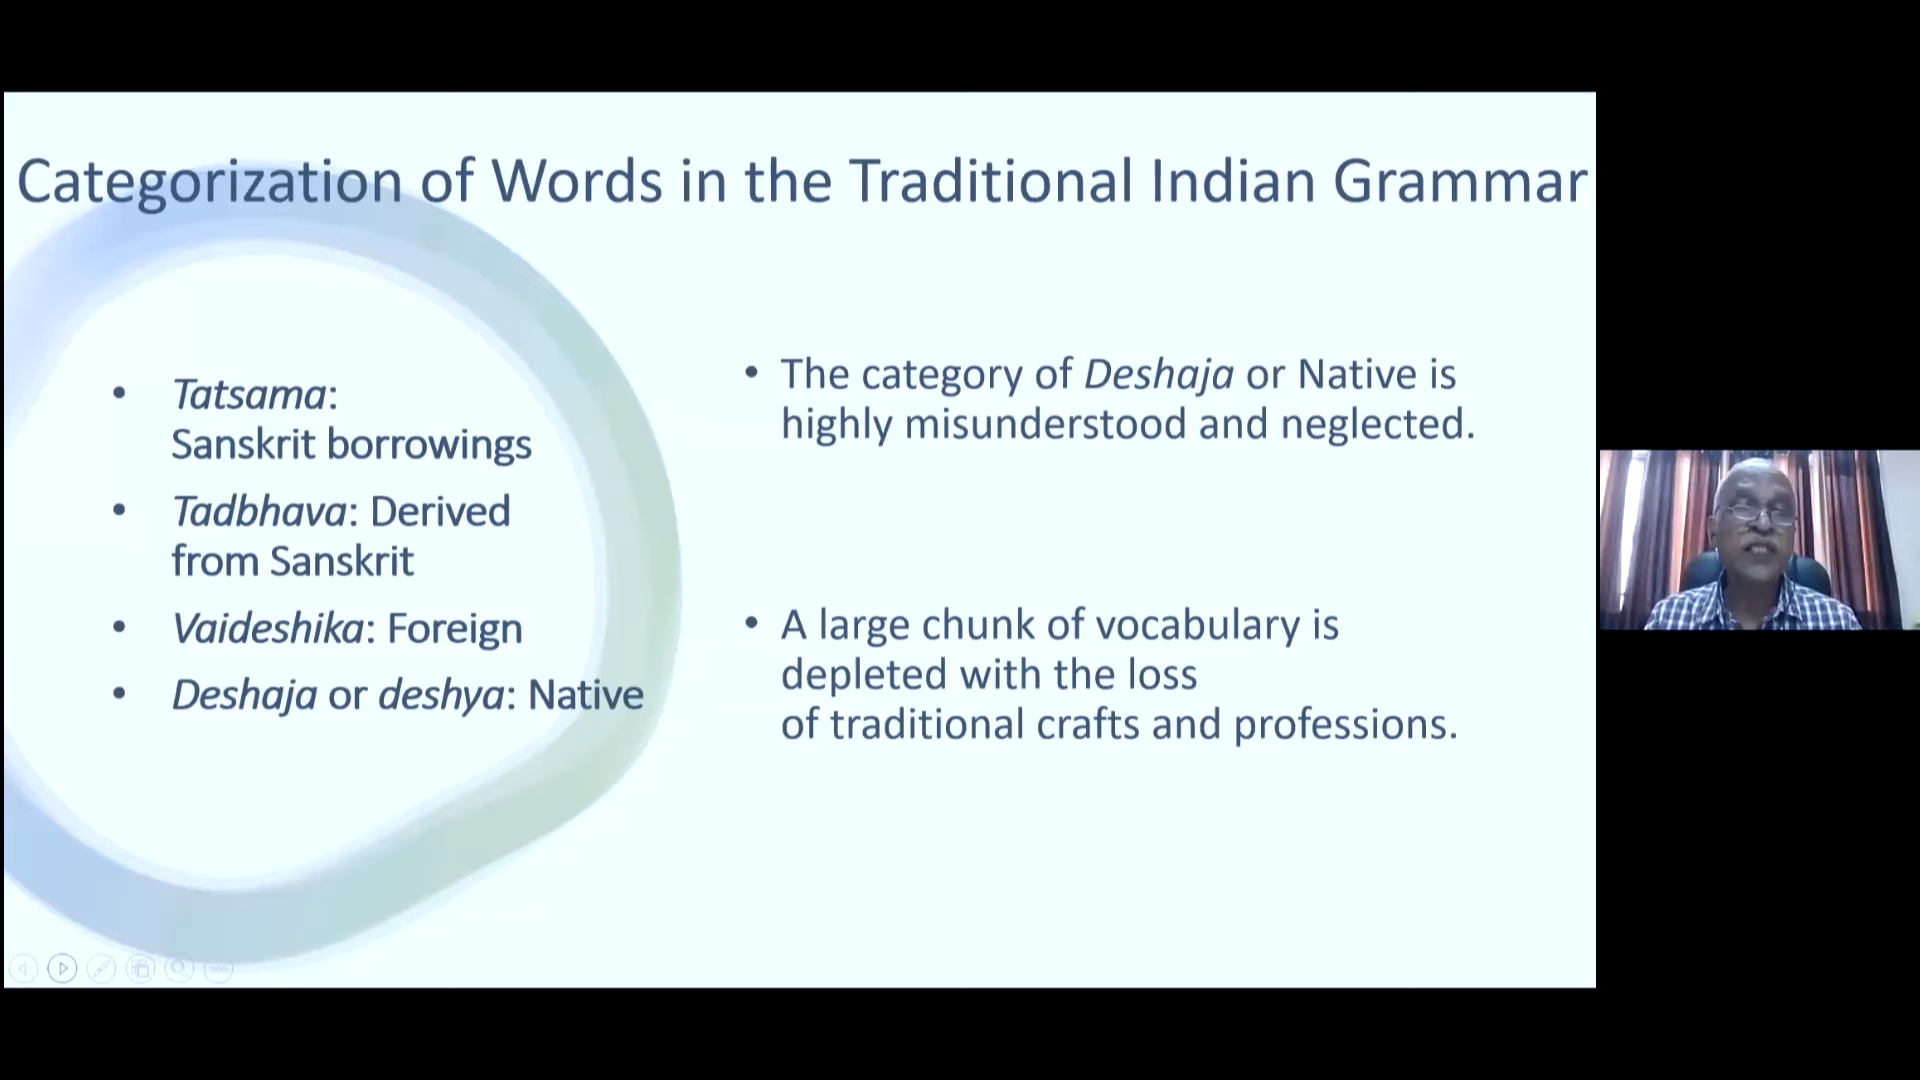 Categorization of Words in the Traditional Indian Grammar
• Tatsama:
Sanskrit borrowings
• Tadbhava: Derived
from Sanskrit
• Vaideshika: Foreign
• Deshaja or deshya: Native
• The category of Deshaja or Native is
highly misunderstood and neglected.
• A large chunk of vocabulary is
depleted with the loss
of traditional crafts and professions.